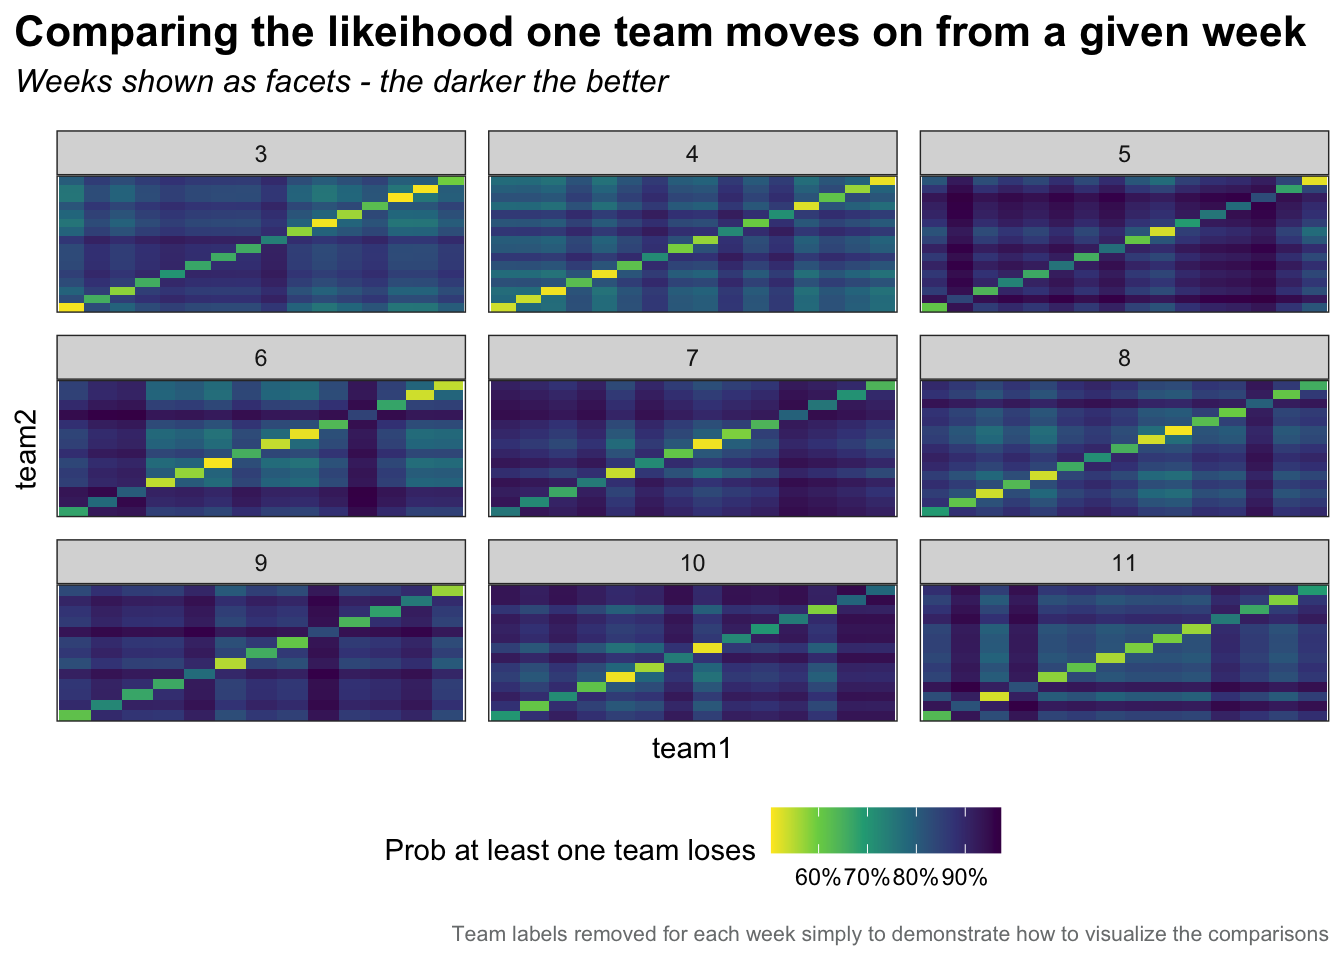 Comparing the likeihood one team moves on from a given week
Weeks shown as facets - the darker the better
3
4
5
6
7
8
9
10
11
team2
team1
Prob at least one team loses
60% 70% 80% 90%
Team labels removed for each week simply to demonstrate how to visualize the comparisons